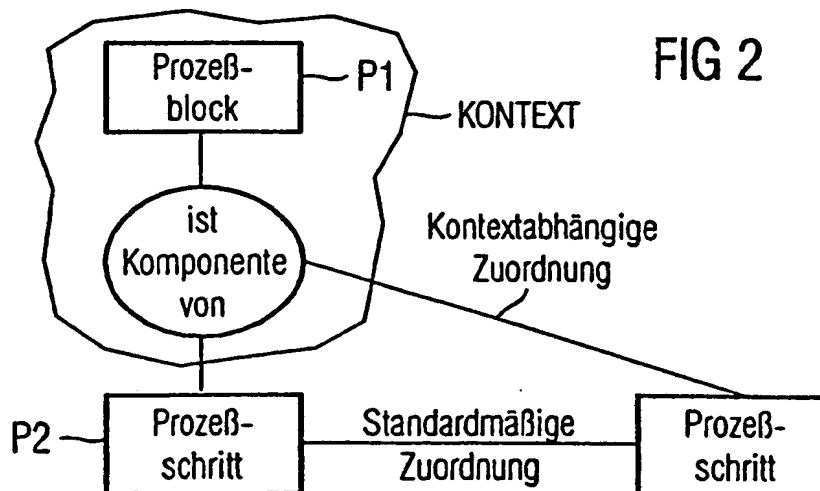 FIG 2
Prozeß-
block
P1
KONTEXT
ist
Komponente
von
Kontextabhängige
Zuordnung
P2
Prozeß-
schritt
Standardmäßige
Zuordnung
Prozeß-
schritt